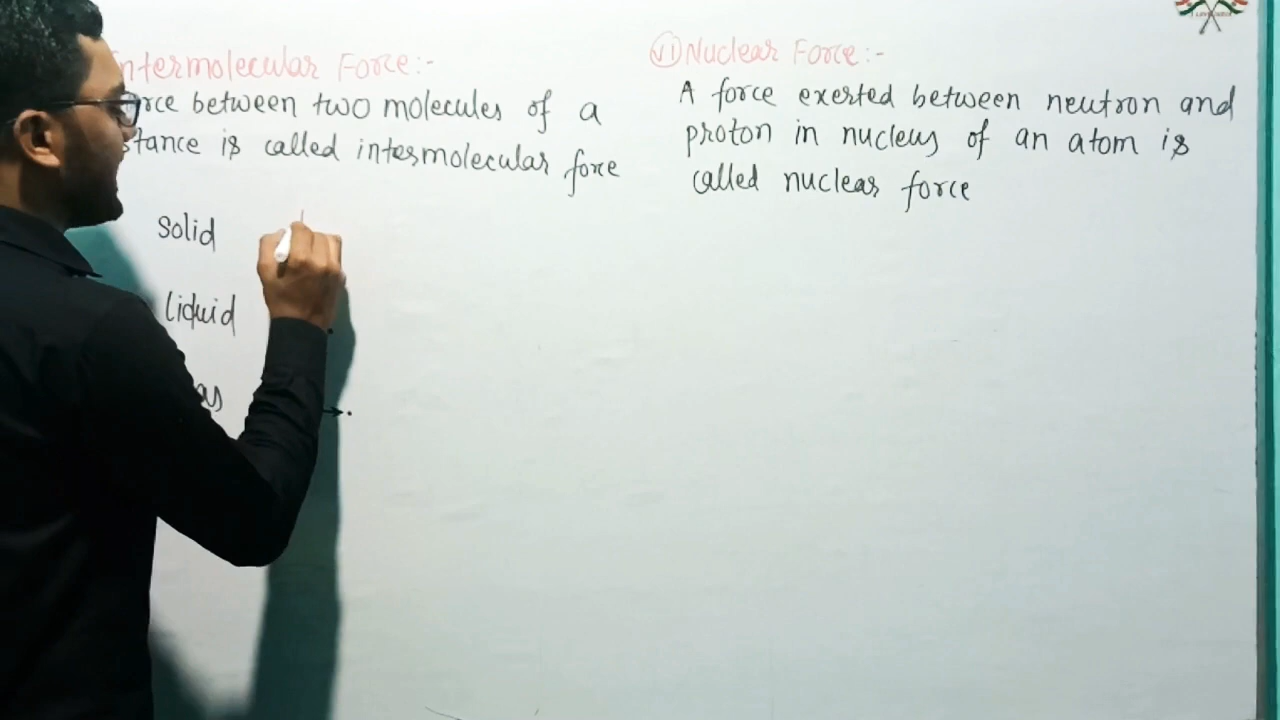 ntermolecular Force:-
rce between two molecules of a
stance is called intermolecular force
Solid
liquid
as
(VI) Nuclear Force:-
A force exerted between neutron and
proton in nucleus of an atom is
called nuclear force